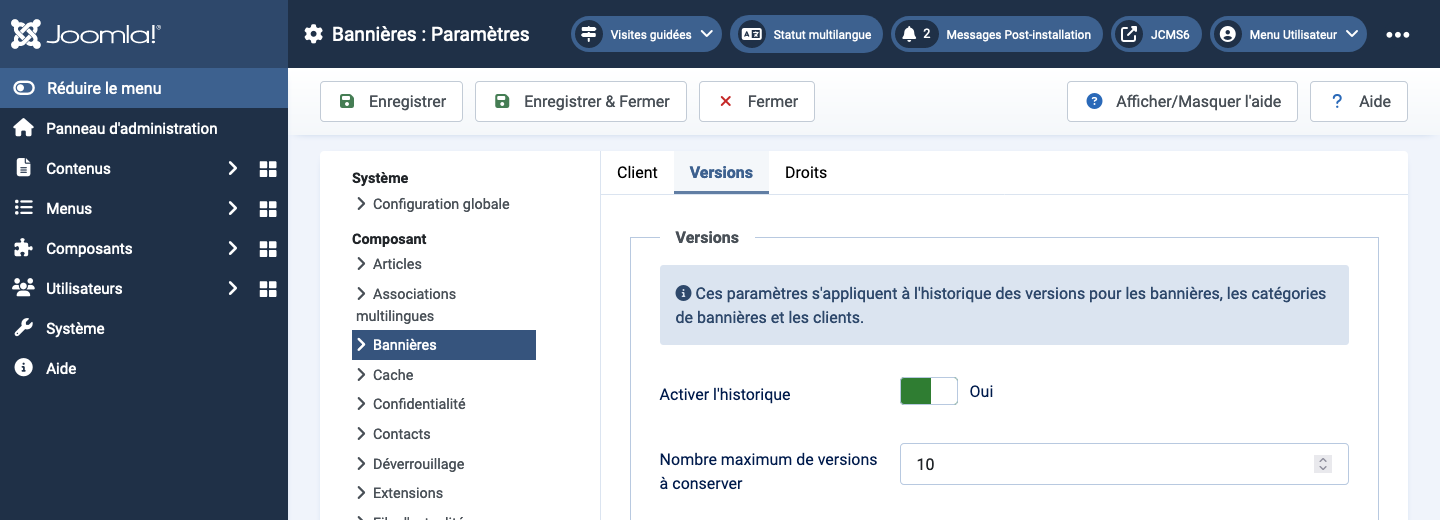 Joomla!®
Bannières : Paramètres
Visites guidées
Statut multilangue
2 Messages Post-installation
JCMS6
Menu Utilisateur
Réduire le menu
Panneau d'administration
Contenus
Menus
Composants
Utilisateurs
Système
Aide
Enregistrer
Enregistrer & Fermer
Fermer
Afficher/Masquer l'aide
? Aide
Système
Configuration globale
Composant
Articles
Associations
multilingues
Bannières
Cache
Confidentialité
Contacts
Déverrouillage
Extensions
Client
Versions
Droits
Versions
Ces paramètres s'appliquent à l'historique des versions pour les bannières, les catégories
de bannières et les clients.
Activer l'historique
Oui
Nombre maximum de versions
à conserver
10